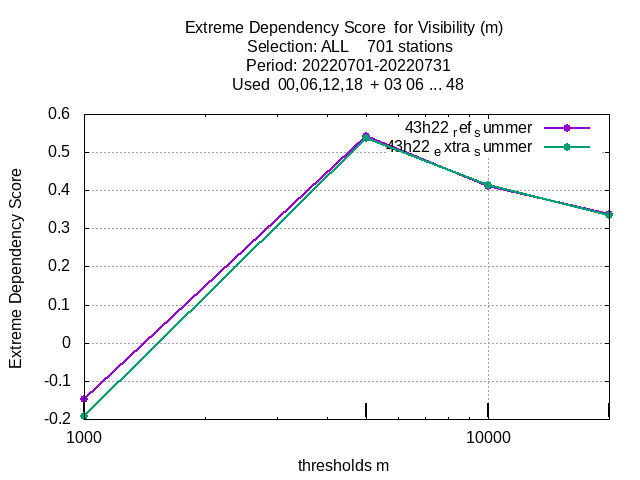 Extreme Dependency Score  for Visibility (m)
Selection: ALL    701 stations
Period: 20220701-20220731
Used  00,06,12,18  + 03 06 ... 48
43h22 ref summer
43h22 extra summer
Extreme Dependency Score
0.6
0.5
0.4
0.3
0.2
0.1
0
-0.1
-0.2
1000
10000
thresholds m